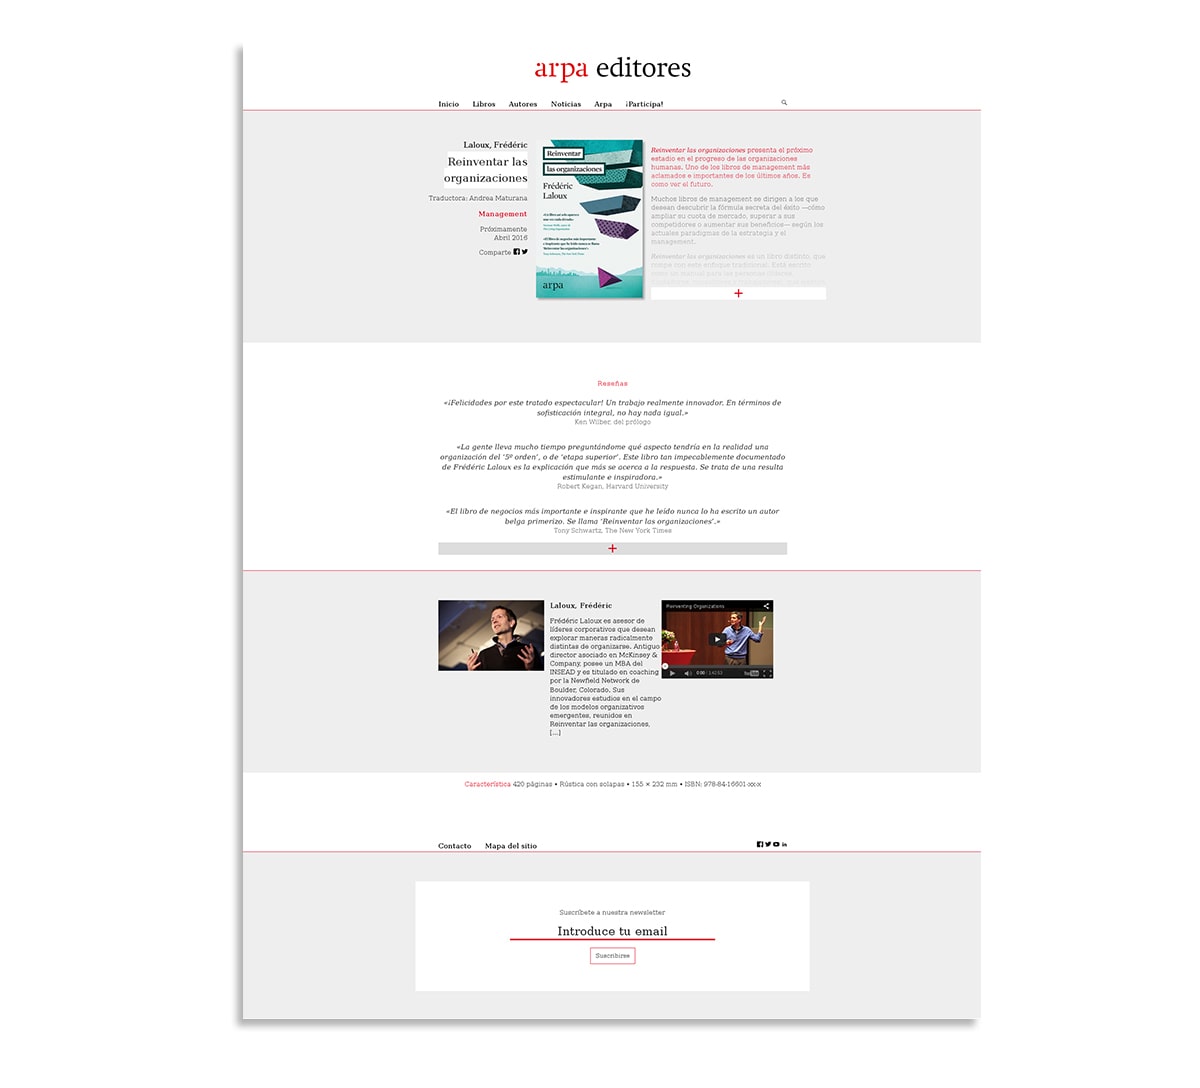 arpa editores
Inicio Libros Autores Noticias Arpa ¡Participa!
Laloux, Frédéric
Reinventar las
organizaciones
Traductora: Andrea Maturana
Management
Próximamente
Abril 2016
Comparte
Reinventar
las organizaciones
Frédéric
Laloux
arpa
Reinventar las organizaciones presenta el próximo
estadio en el progreso de las organizaciones
humanas. Uno de los libros de management más
aclamados e importantes de los últimos años. Es
como ver el futuro.
Muchos libros de management se dirigen a los que
desean descubrir la fórmula secreta del éxito —cómo
ampliar su cuota de mercado, superar a sus
competidores o aumentar sus beneficios— según los
actuales paradigmas de la estrategia y el
management.
Reinventar las organizaciones es un libro distinto, que
rompe con este enfoque tradicional. Está escrito
como un manual para las personas (líderes,
+
Reseñas
«¡Felicidades por este tratado espectacular! Un trabajo realmente innovador. En términos de
sofisticación integral, no hay nada igual.»
Ken Wilber, del prólogo
«La gente lleva mucho tiempo preguntándome qué aspecto tendría en la realidad una
organización del ‘5º orden’, o de ‘etapa superior’. Este libro tan impecablemente documentado
de Frédéric Laloux es la explicación que más se acerca a la respuesta. Se trata de una resulta
estimulante e inspiradora.»
Robert Kegan, Harvard University
«El libro de negocios más importante e inspirante que he leído nunca lo ha escrito un autor
belga primerizo. Se llama ‘Reinventar las organizaciones’.»
Tony Schwartz, The New York Times
+
Laloux, Frédéric
Frédéric Laloux es asesor de
líderes corporativos que desean
explorar maneras radicalmente
distintas de organizarse. Antiguo
director asociado en McKinsey &
Company, posee un MBA del
INSEAD y es titulado en coaching
por la Newfield Network de
Boulder, Colorado. Sus
innovadores estudios en el campo
de los modelos organizativos
emergentes, reunidos en
Reinventar las organizaciones,
[...]
Reinventing Organizations
0:00 / 1:42:53 YouTube
Característica 420 páginas • Rústica con solapas • 155 × 232 mm • ISBN: 978-84-16601-xx-x
Contacto Mapa del sitio
Suscríbete a nuestra newsletter
Introduce tu email
Suscribirse